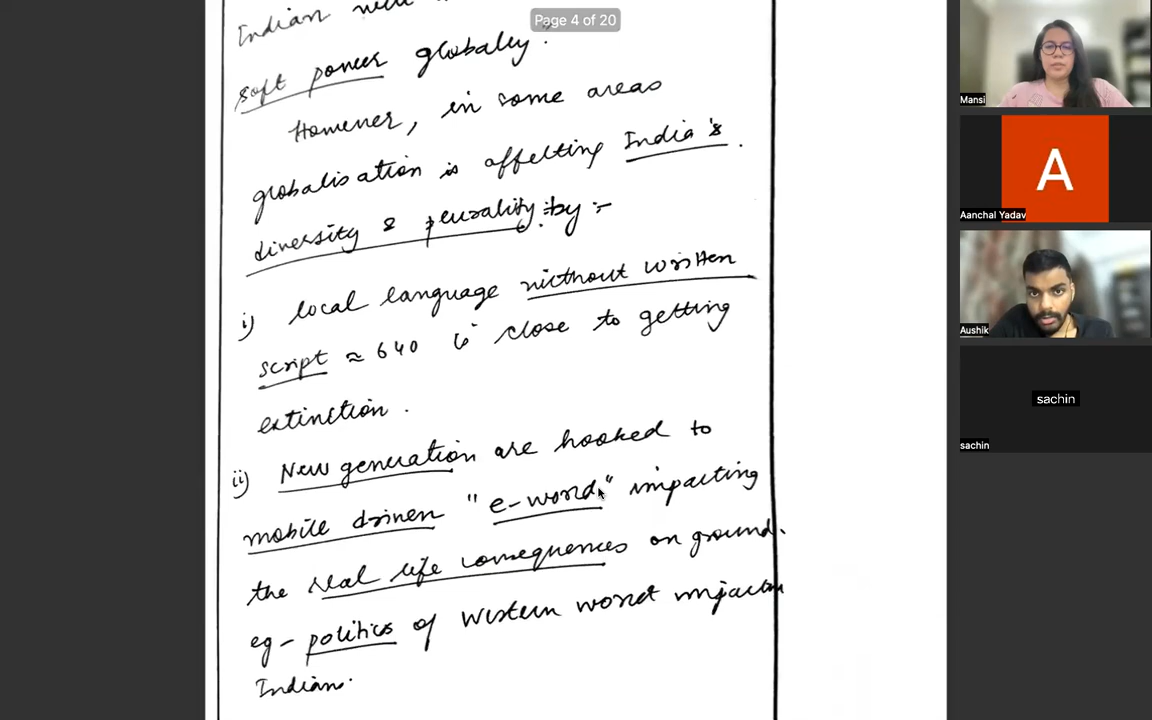 Page 4 of 20
Indian
soft power globally.
However, in some areas
globalisation is affecting India's
diversity & plurality by :-
i) local language without written
script ≈ 640 is close to getting
extinction.
ii) New generation are hooked to
mobile driven "e-world" impacting
the real life consequences on ground.
eg - politics of western world impacting
Indians.
Mansi
A
Aanchal Yadav
Aushik
sachin
sachin